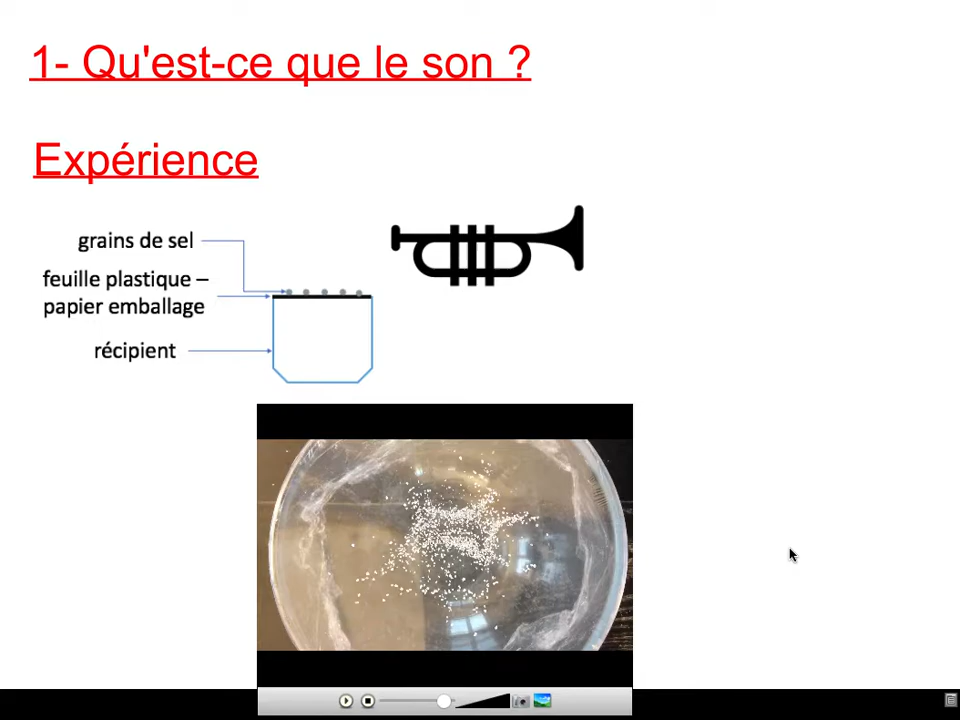 1- Qu'est-ce que le son ?
Expérience
grains de sel
feuille plastique –
papier emballage
récipient